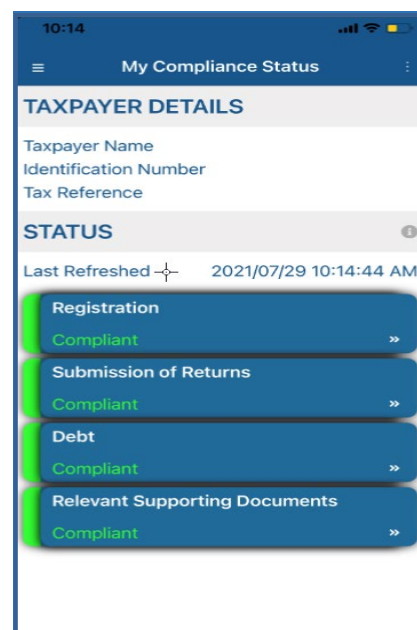 10:14
My Compliance Status
TAXPAYER DETAILS
Taxpayer Name
Identification Number
Tax Reference
STATUS
Last Refreshed 2021/07/29 10:14:44 AM
Registration
Compliant »
Submission of Returns
Compliant »
Debt
Compliant »
Relevant Supporting Documents
Compliant »